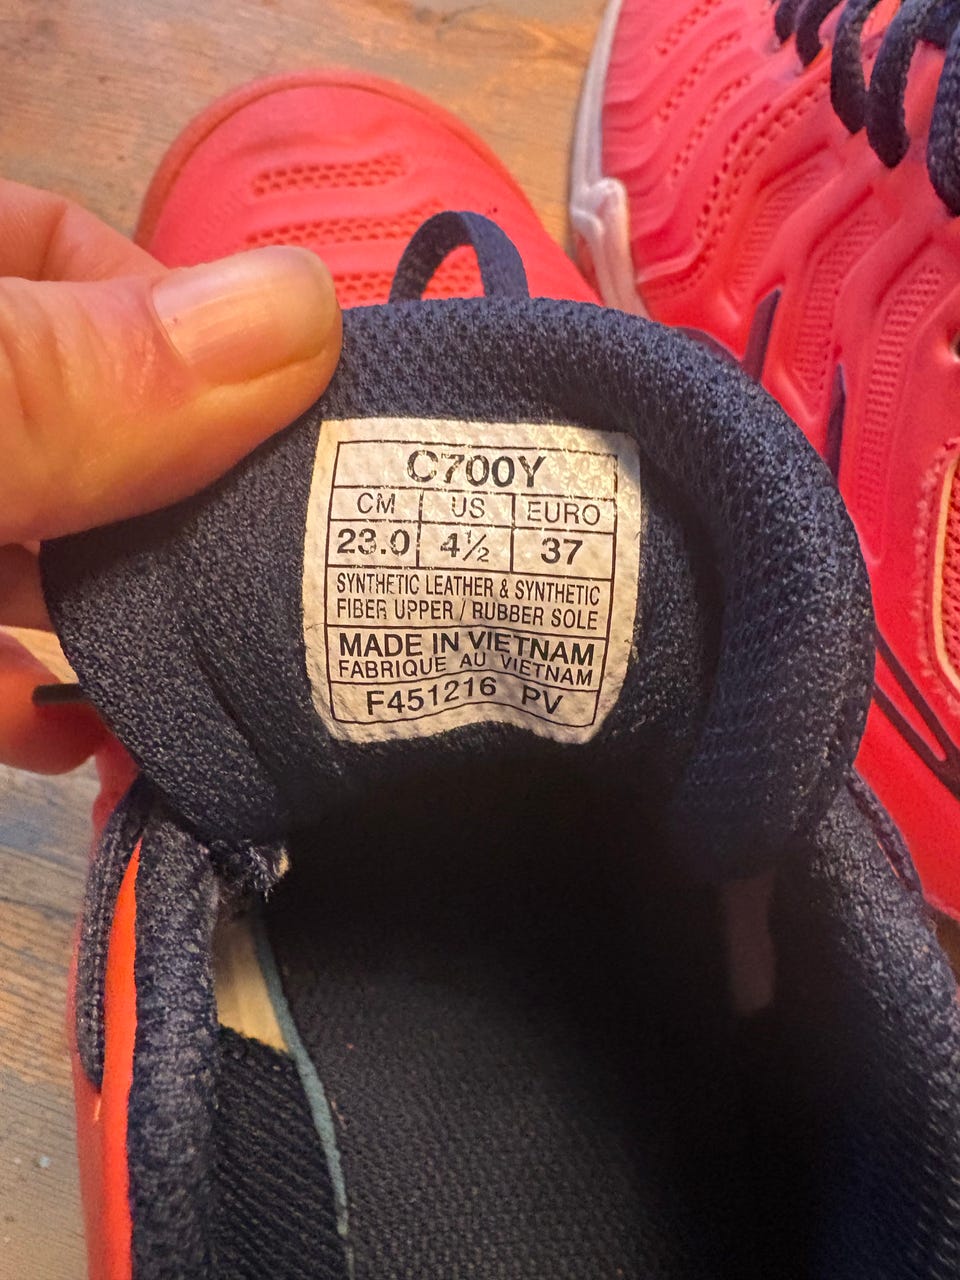 C700Y
CM US EURO
23.0 4½ 37
SYNTHETIC LEATHER & SYNTHETIC
FIBER UPPER / RUBBER SOLE
MADE IN VIETNAM
FABRIQUE AU VIETNAM
F451216 PV